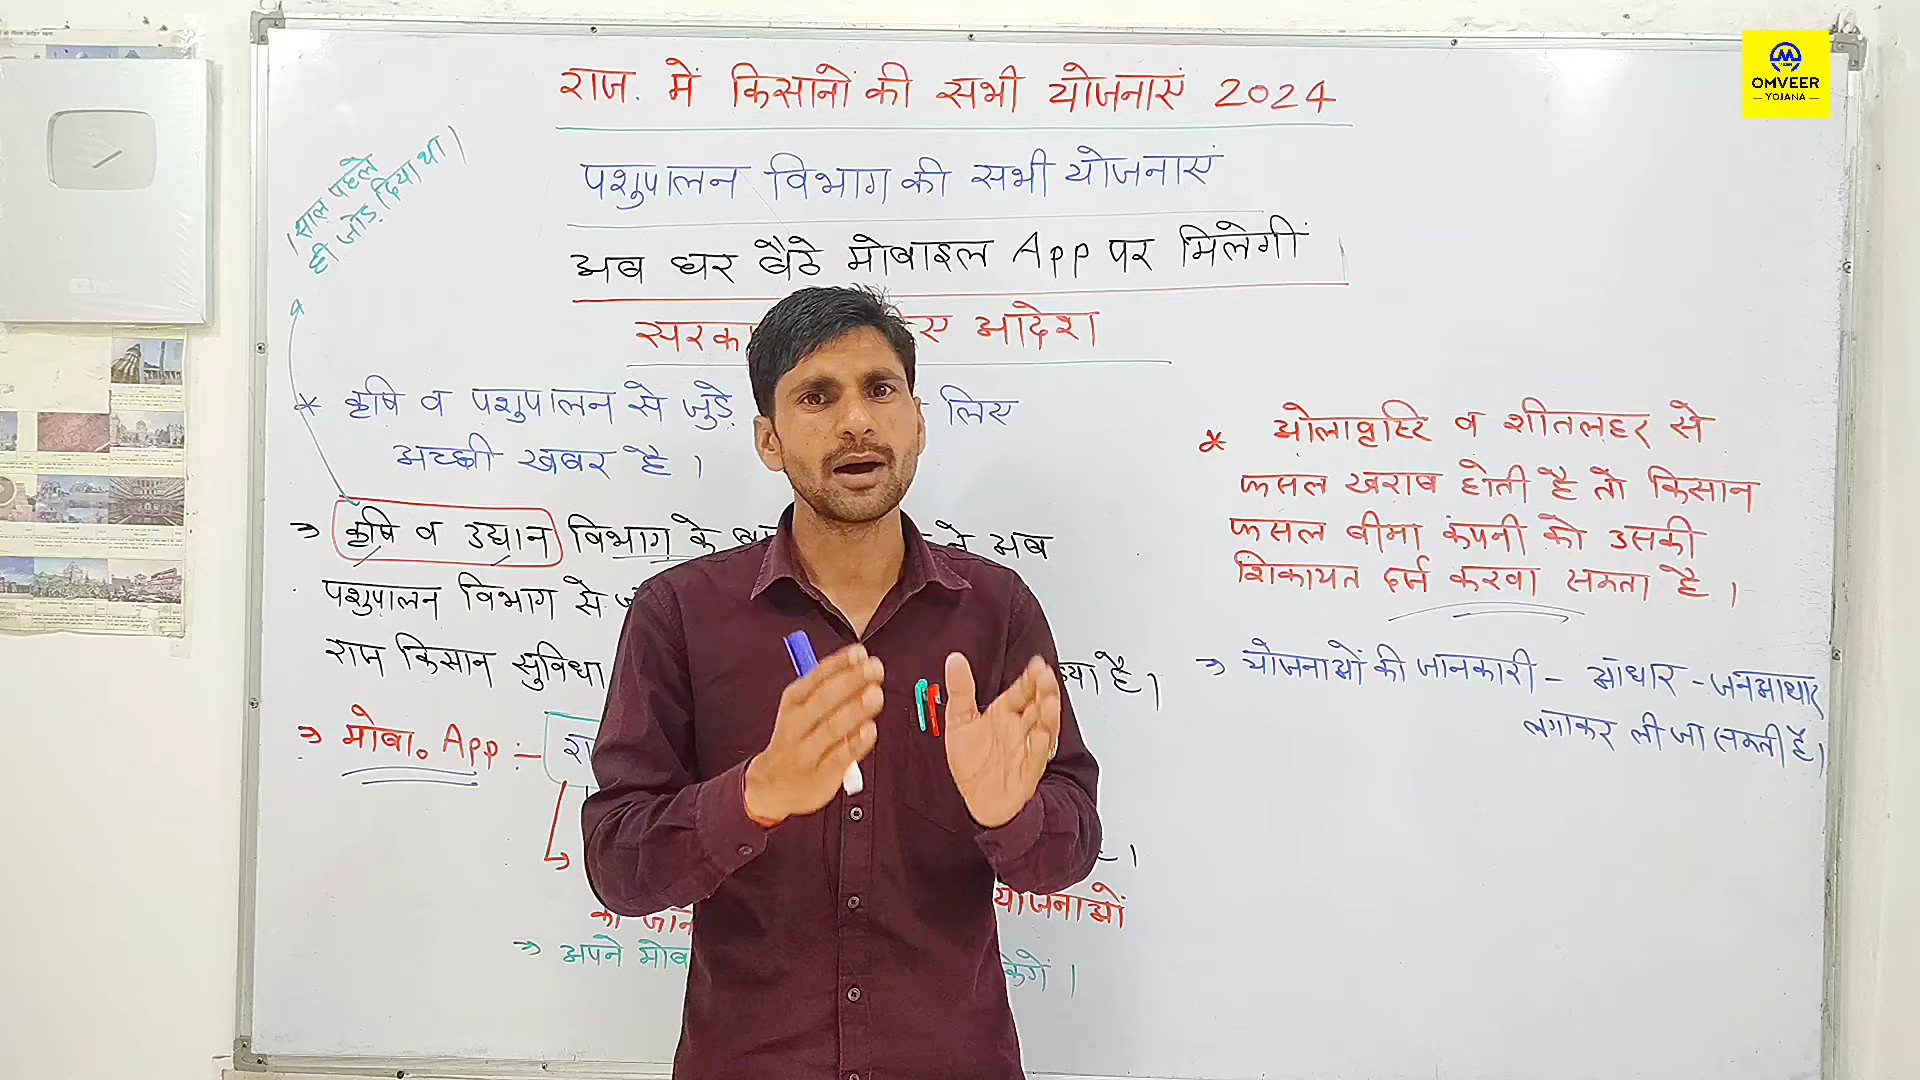 राज. में किसानों की सभी योजनाएं 2024
OMVEER
YOJANA
पशुपालन विभाग की सभी योजनाएं
अब घर बैठे मोबाइल App पर मिलेगीं
1 साल पहले
ही जोड़ दिया था ।
सरका ए आदेश
* कृषि व पशुपालन से जुड़े लिए
अच्छी खबर है ।
→ कृषि व उद्यान विभाग के अब
पशुपालन विभाग से
राज किसान सुविधा है ।
→ मोबा. App :-
योजनाओं
→ अपने मोब केगें ।
* ओलावृष्टि व शीतलहर से
फसल खराब होती है तो किसान
फसल बीमा कंपनी को उसकी
शिकायत दर्ज करवा सकता है ।
→ योजनाओं की जानकारी - आधार - जनआधार
लगाकर ली जा सकती है ।